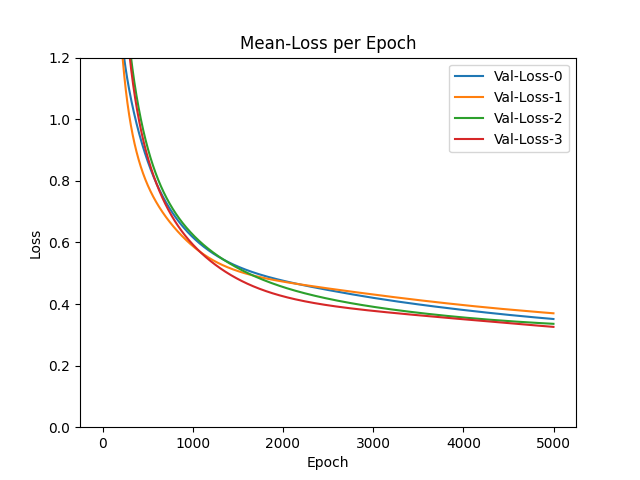 Mean-Loss per Epoch
1.2
1.0
0.8
0.6
0.4
0.2
0.0
Loss
Val-Loss-0
Val-Loss-1
Val-Loss-2
Val-Loss-3
0 1000 2000 3000 4000 5000
Epoch